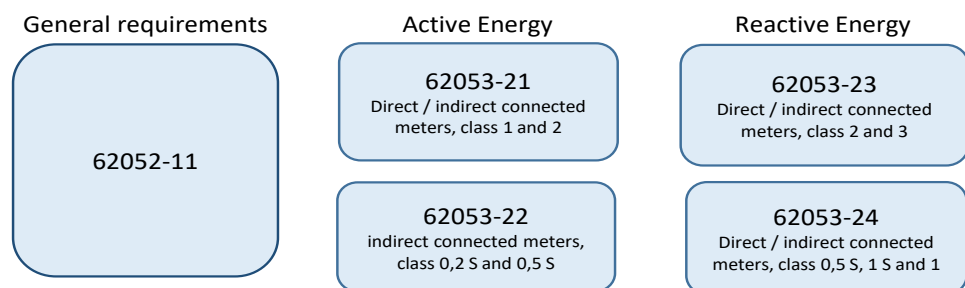 General requirements
62052-11
Active Energy
62053-21
Direct / indirect connected
meters, class 1 and 2
62053-22
indirect connected meters,
class 0,2 S and 0,5 S
Reactive Energy
62053-23
Direct / indirect connected
meters, class 2 and 3
62053-24
Direct / indirect connected
meters, class 0,5 S, 1 S and 1